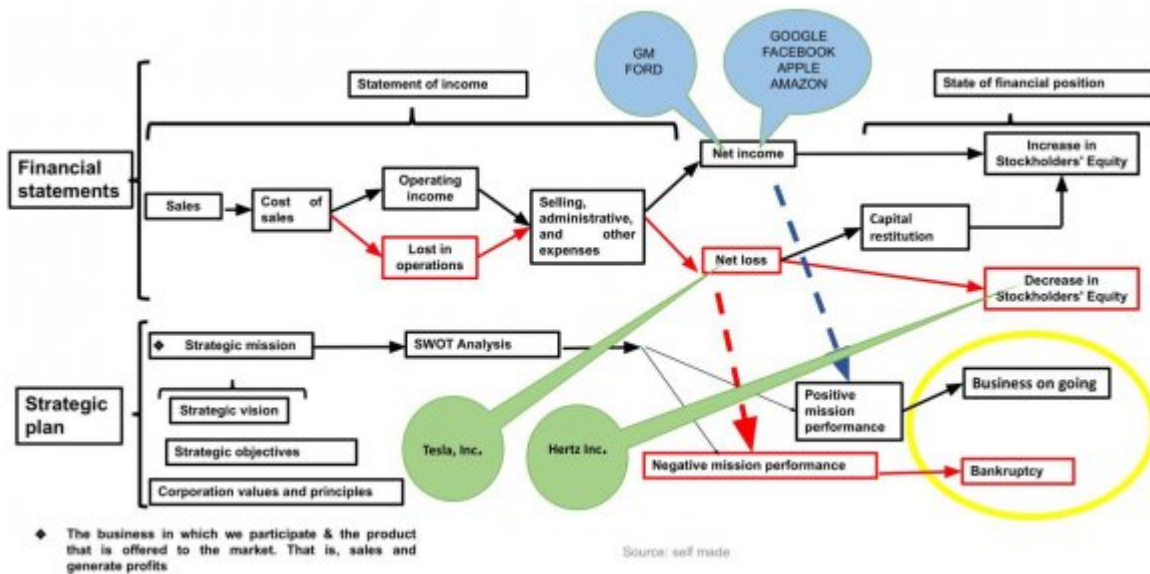 GM
FORD
GOOGLE
FACEBOOK
APPLE
AMAZON
Statement of income
State of financial position
Financial
statements
Sales
Cost of
sales
Operating
income
Lost in
operations
Selling,
administrative,
and other
expenses
Net income
Net loss
Capital
restitution
Increase in
Stockholders' Equity
Decrease in
Stockholders' Equity
Strategic
plan
❖ Strategic mission
SWOT Analysis
Strategic vision
Strategic objectives
Corporation values and principles
Tesla, Inc.
Hertz Inc.
Positive
mission
performance
Negative mission performance
Business on going
Bankruptcy
❖ The business in which we participate & the product
that is offered to the market. That is, sales and
generate profits
Source: self made